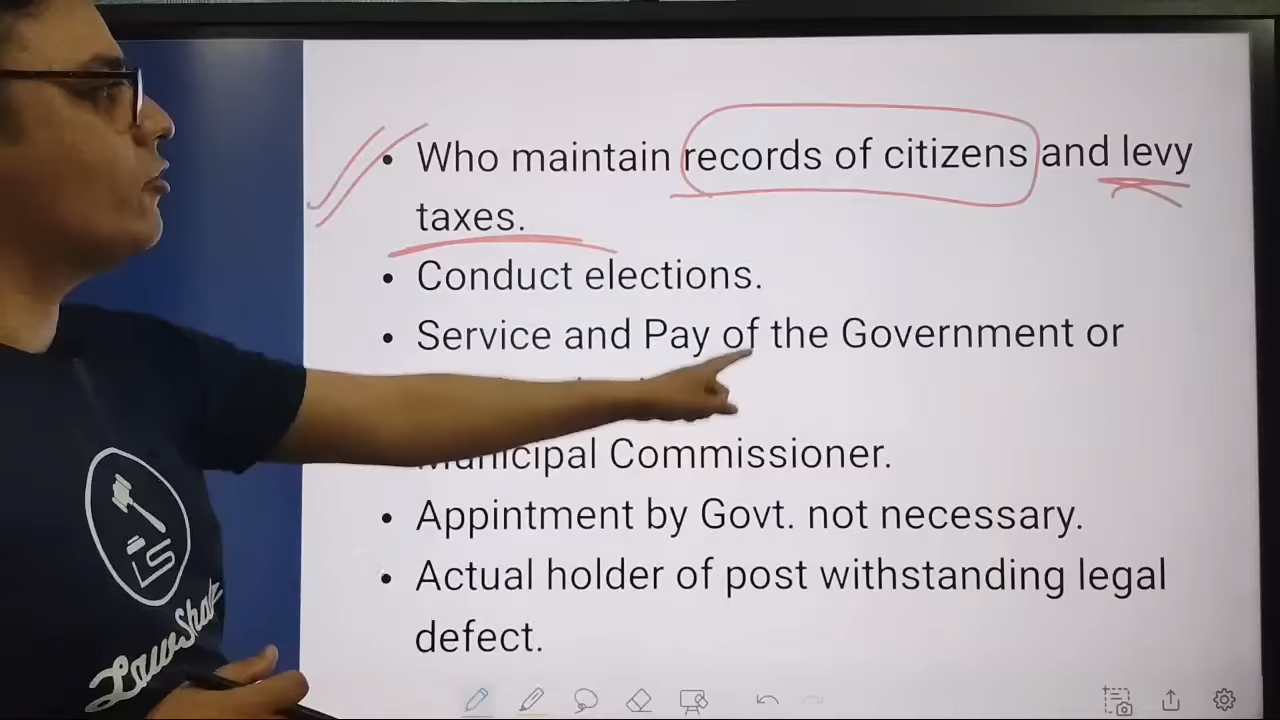 • Who maintain records of citizens and levy
taxes.
• Conduct elections.
• Service and Pay of the Government or
Municipal Commissioner.
• Appintment by Govt. not necessary.
• Actual holder of post withstanding legal
defect.
LS
LawShala